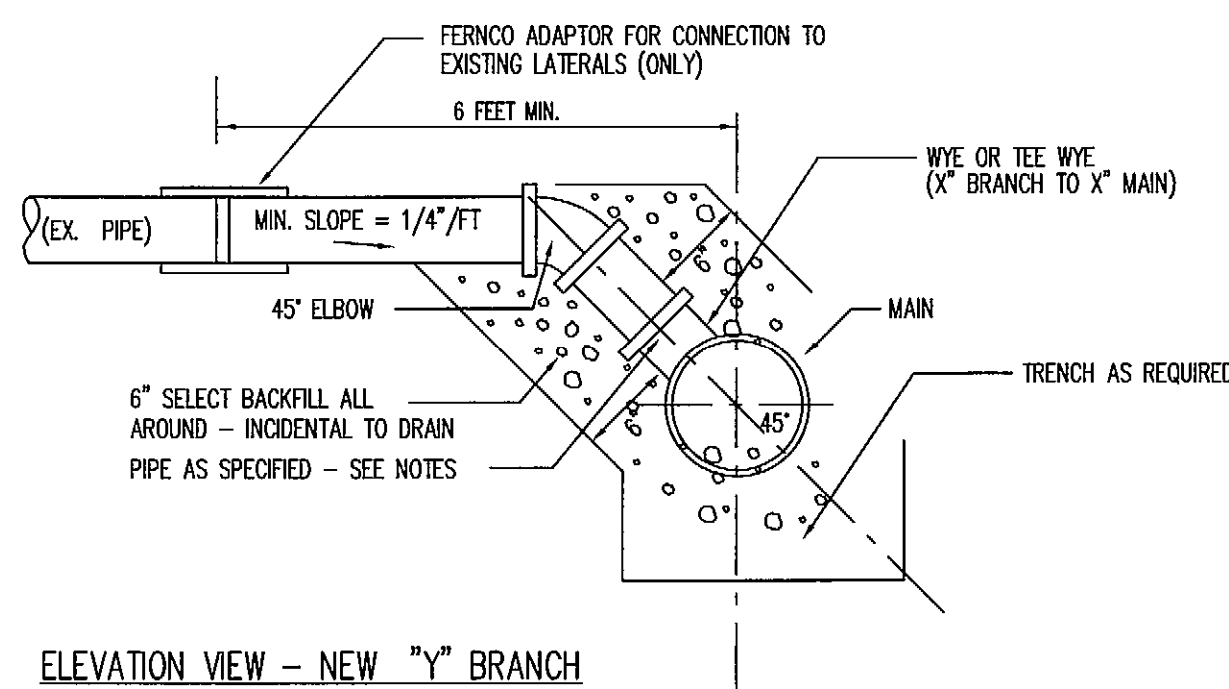 FERNCO ADAPTOR FOR CONNECTION TO
EXISTING LATERALS (ONLY)
6 FEET MIN.
WYE OR TEE WYE
(X" BRANCH TO X" MAIN)
(EX. PIPE)
MIN. SLOPE = 1/4"/FT
6"
45° ELBOW
MAIN
TRENCH AS REQUIRED
6" SELECT BACKFILL ALL
AROUND – INCIDENTAL TO DRAIN
6"
45°
PIPE AS SPECIFIED – SEE NOTES
ELEVATION VIEW – NEW "Y" BRANCH